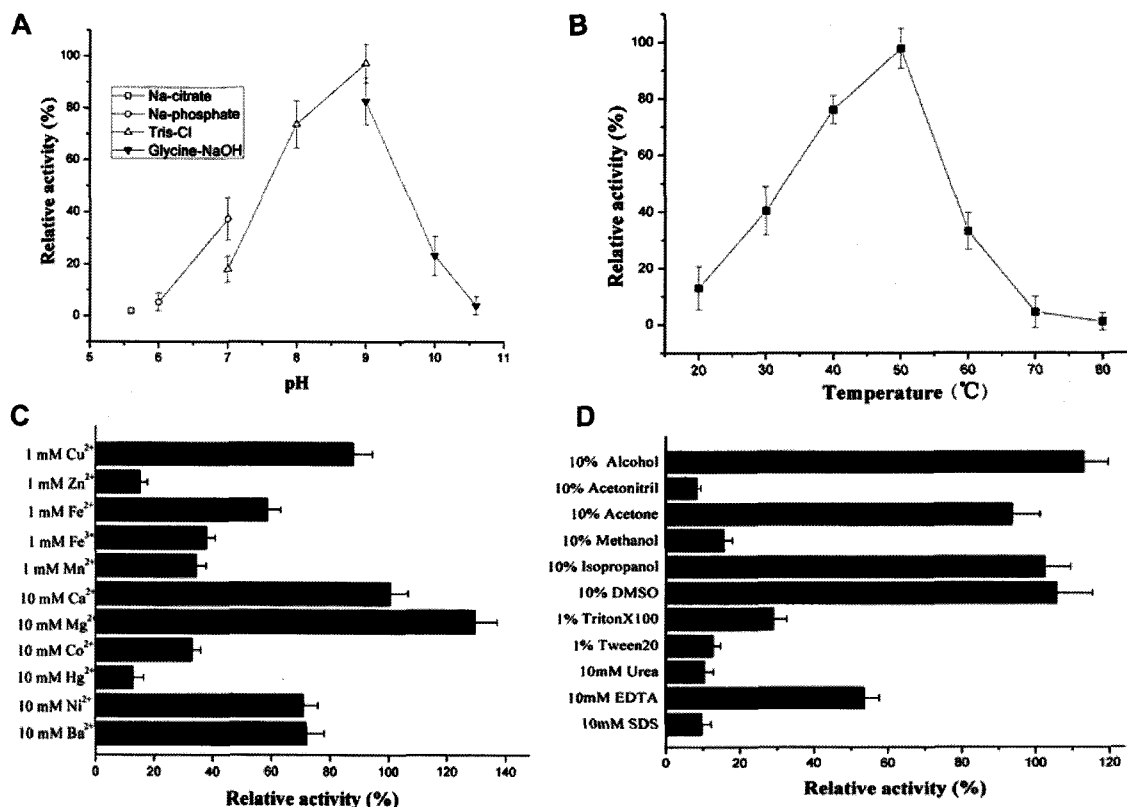 A
Relative activity (%)
100
80
60
40
20
0
Na-citrate
Na-phosphate
Tris-Cl
Glycine-NaOH
5 6 7 8 9 10 11
pH
B
Relative activity (%)
100
80
60
40
20
0
20 30 40 50 60 70 80
Temperature (℃)
C
1 mM Cu²⁺
1 mM Zn²⁺
1 mM Fe²⁺
1 mM Fe³⁺
1 mM Mn²⁺
10 mM Ca²⁺
10 mM Mg²
10 mM Co²⁺
10 mM Hg²⁺
10 mM Ni²⁺
10 mM Ba²⁺
0 20 40 60 80 100 120 140
Relative activity (%)
D
10% Alcohol
10% Acetonitril
10% Acetone
10% Methanol
10% Isopropanol
10% DMSO
1% TritonX100
1% Tween20
10mM Urea
10mM EDTA
10mM SDS
0 20 40 60 80 100 120
Relative activity (%)